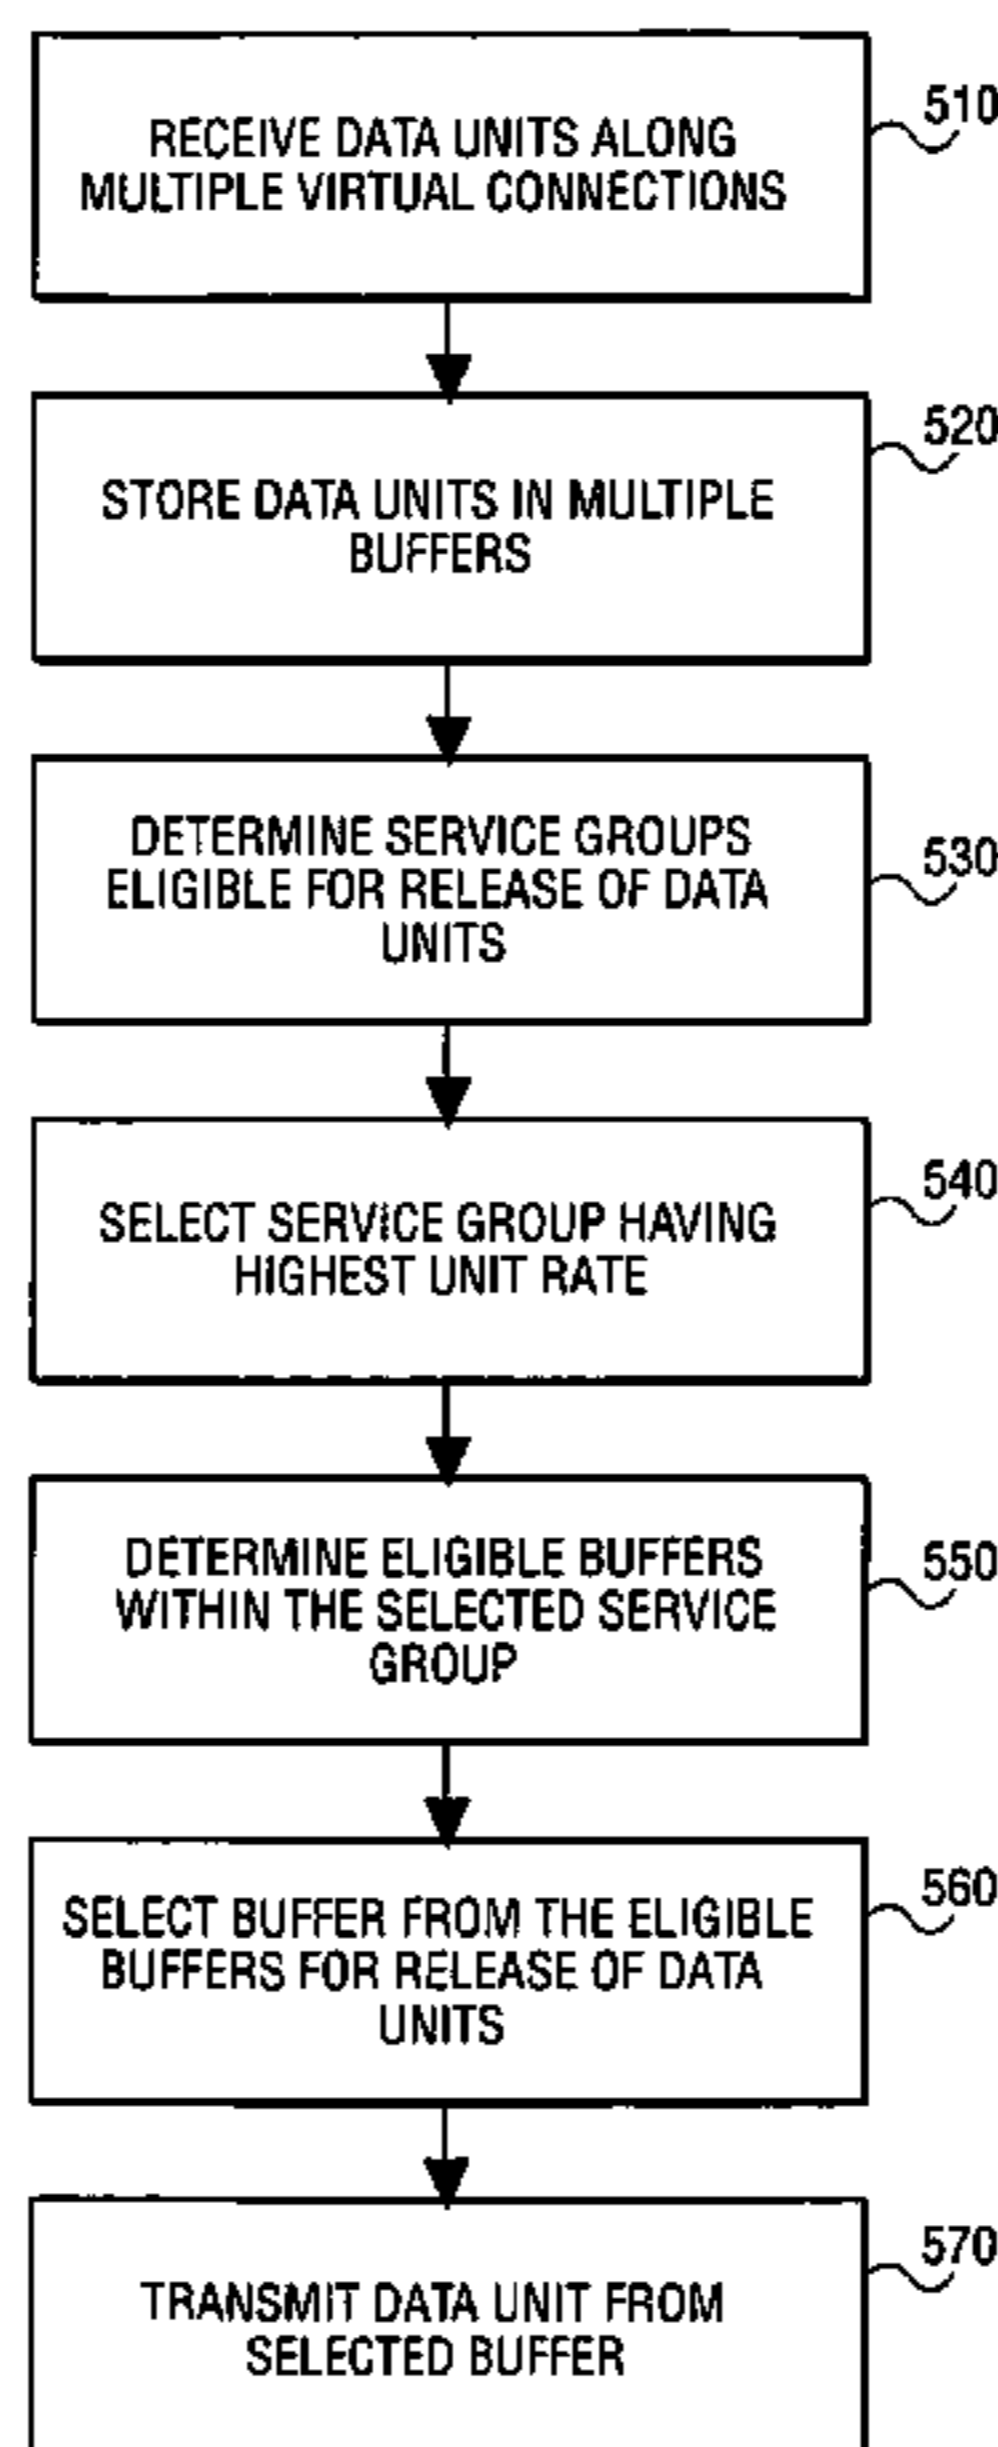 RECEIVE DATA UNITS ALONG
MULTIPLE VIRTUAL CONNECTIONS
510
STORE DATA UNITS IN MULTIPLE
BUFFERS
520
DETERMINE SERVICE GROUPS
ELIGIBLE FOR RELEASE OF DATA
UNITS
530
SELECT SERVICE GROUP HAVING
HIGHEST UNIT RATE
540
DETERMINE ELIGIBLE BUFFERS
WITHIN THE SELECTED SERVICE
GROUP
550
SELECT BUFFER FROM THE ELIGIBLE
BUFFERS FOR RELEASE OF DATA
UNITS
560
TRANSMIT DATA UNIT FROM
SELECTED BUFFER
570